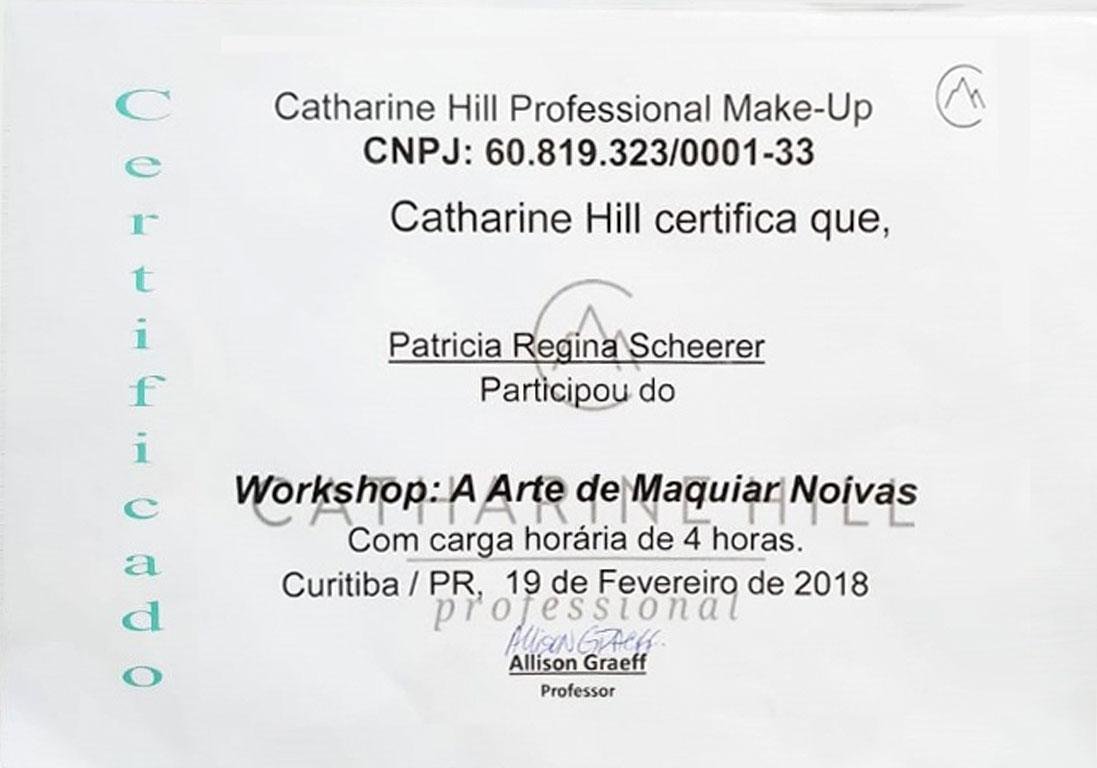 Certificado
Catharine Hill Professional Make-Up
CNPJ: 60.819.323/0001-33
Catharine Hill certifica que,
Patricia Regina Scheerer
Participou do
Workshop: A Arte de Maquiar Noivas
CATHARINE HILL
Com carga horária de 4 horas.
Curitiba / PR, 19 de Fevereiro de 2018
professional
Allison Graeff
Allison Graeff
Professor